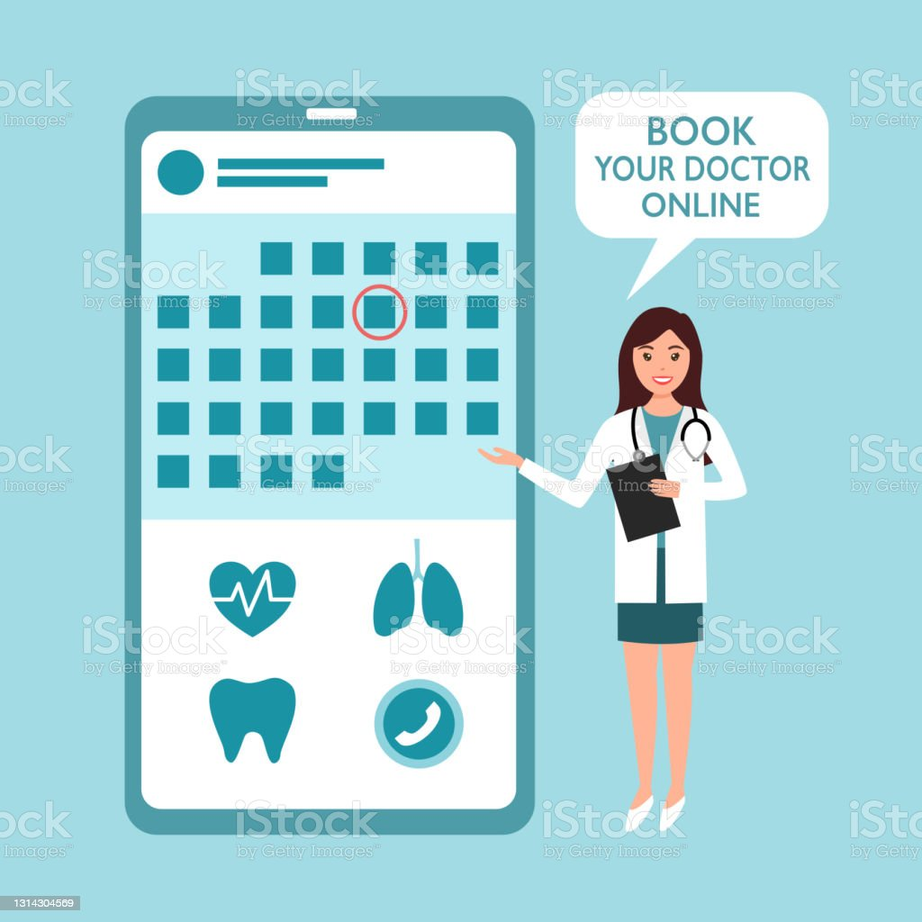 BOOK
YOUR DOCTOR
ONLINE
iStock
by Getty Images
1314304569